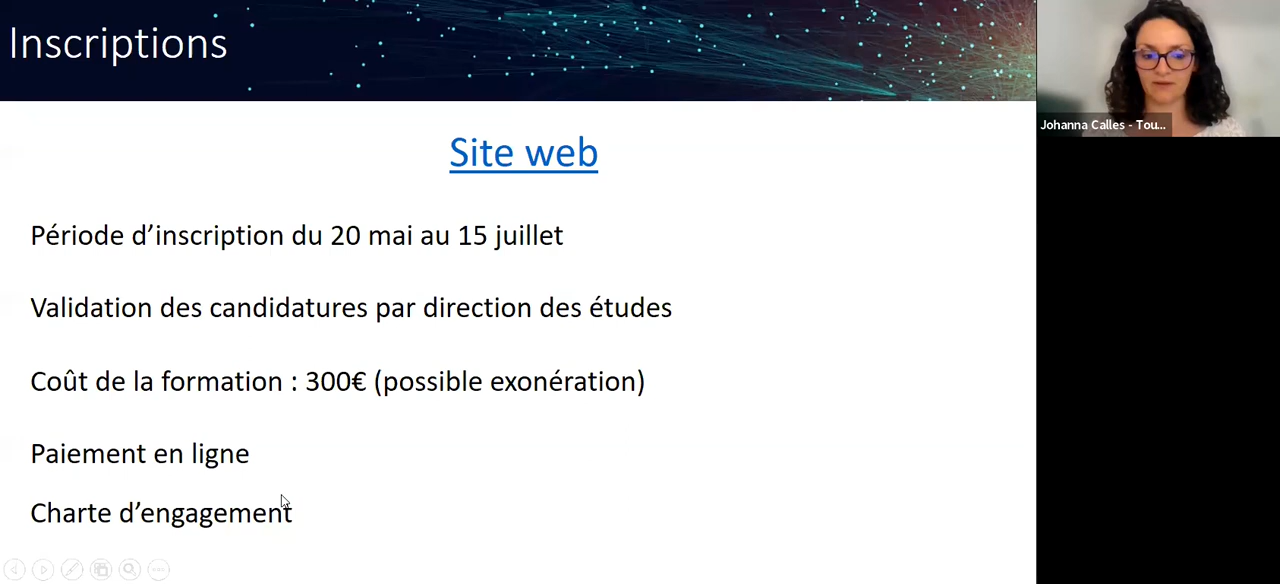 Inscriptions
Johanna Calles - Tou...
Site web
Période d’inscription du 20 mai au 15 juillet
Validation des candidatures par direction des études
Coût de la formation : 300€ (possible exonération)
Paiement en ligne
Charte d’engagement